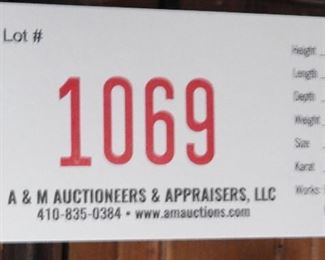 Lot #
1069
A & M AUCTIONEERS & APPRAISERS, LLC
410-835-0384 • www.amauctions.com
Height
Length
Depth
Weight
Size
Karat
Works